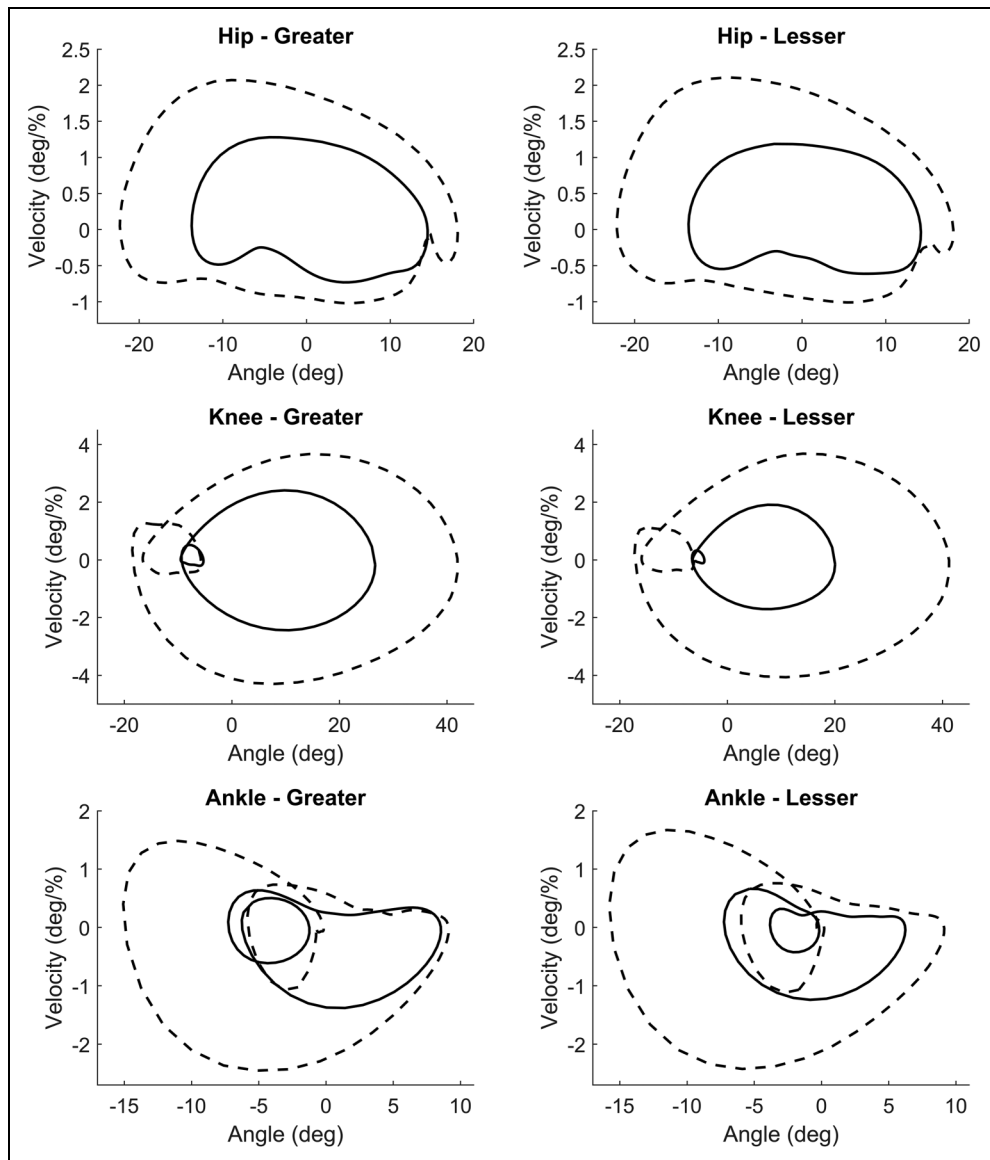 Hip - Greater
2.5
2
1.5
1
0.5
0
-0.5
-1
Velocity (deg/%)
-20 -10 0 10 20
Angle (deg)
Hip - Lesser
2.5
2
1.5
1
0.5
0
-0.5
-1
Velocity (deg/%)
-20 -10 0 10 20
Angle (deg)
Knee - Greater
4
2
0
-2
-4
Velocity (deg/%)
-20 0 20 40
Angle (deg)
Knee - Lesser
4
2
0
-2
-4
Velocity (deg/%)
-20 0 20 40
Angle (deg)
Ankle - Greater
2
1
0
-1
-2
Velocity (deg/%)
-15 -10 -5 0 5 10
Angle (deg)
Ankle - Lesser
2
1
0
-1
-2
Velocity (deg/%)
-15 -10 -5 0 5 10
Angle (deg)